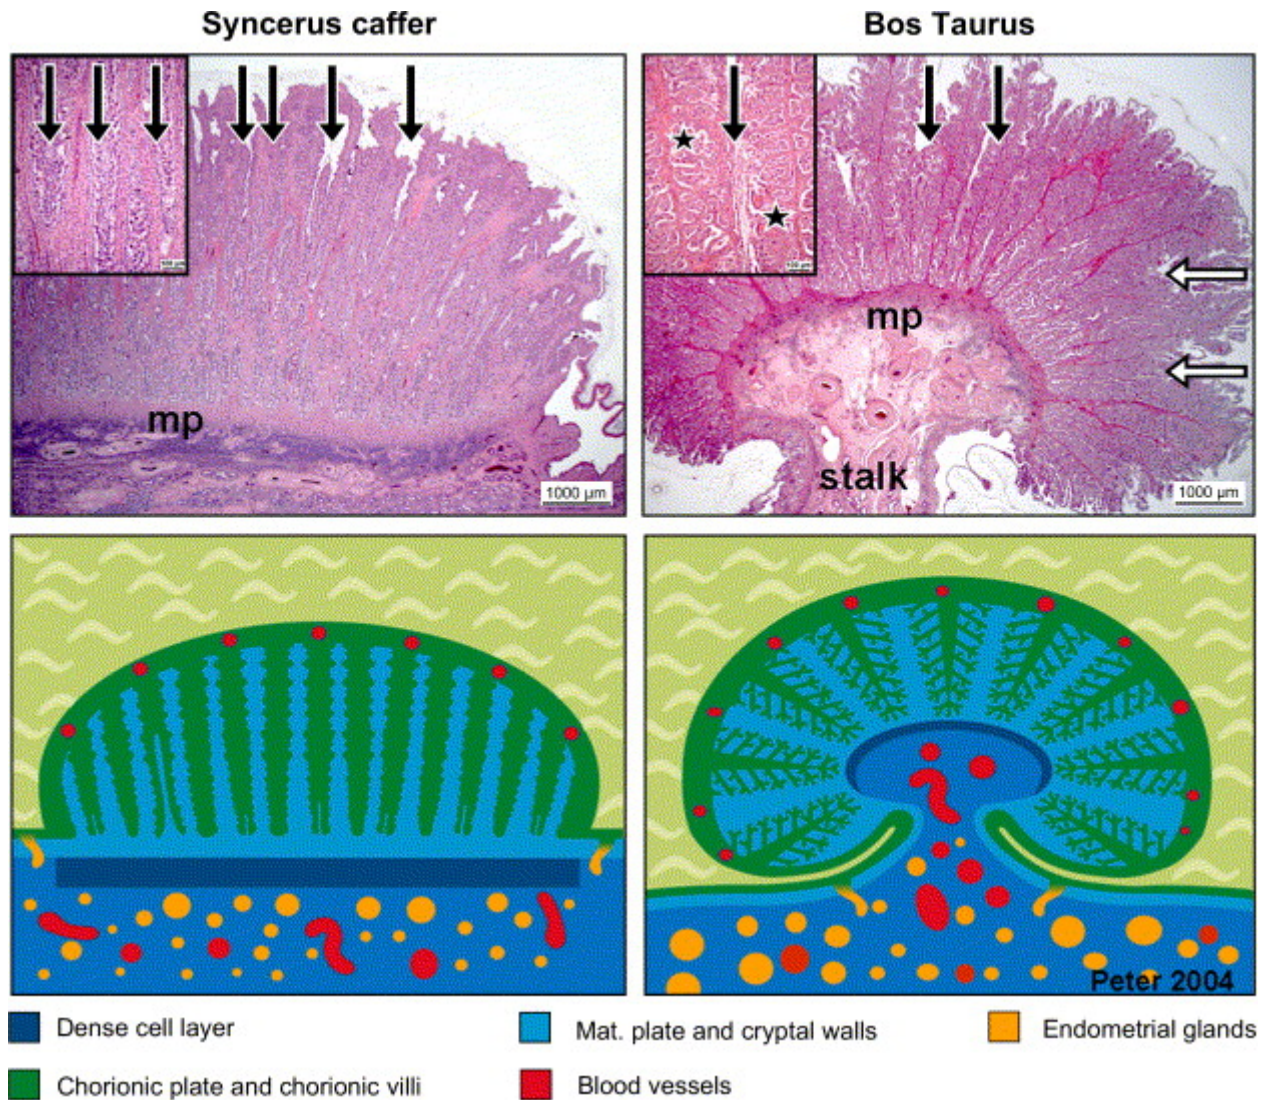 Syncerus caffer
Bos Taurus
mp
1000 µm
mp
stalk
1000 µm
Peter 2004
Dense cell layer
Mat. plate and cryptal walls
Endometrial glands
Chorionic plate and chorionic villi
Blood vessels